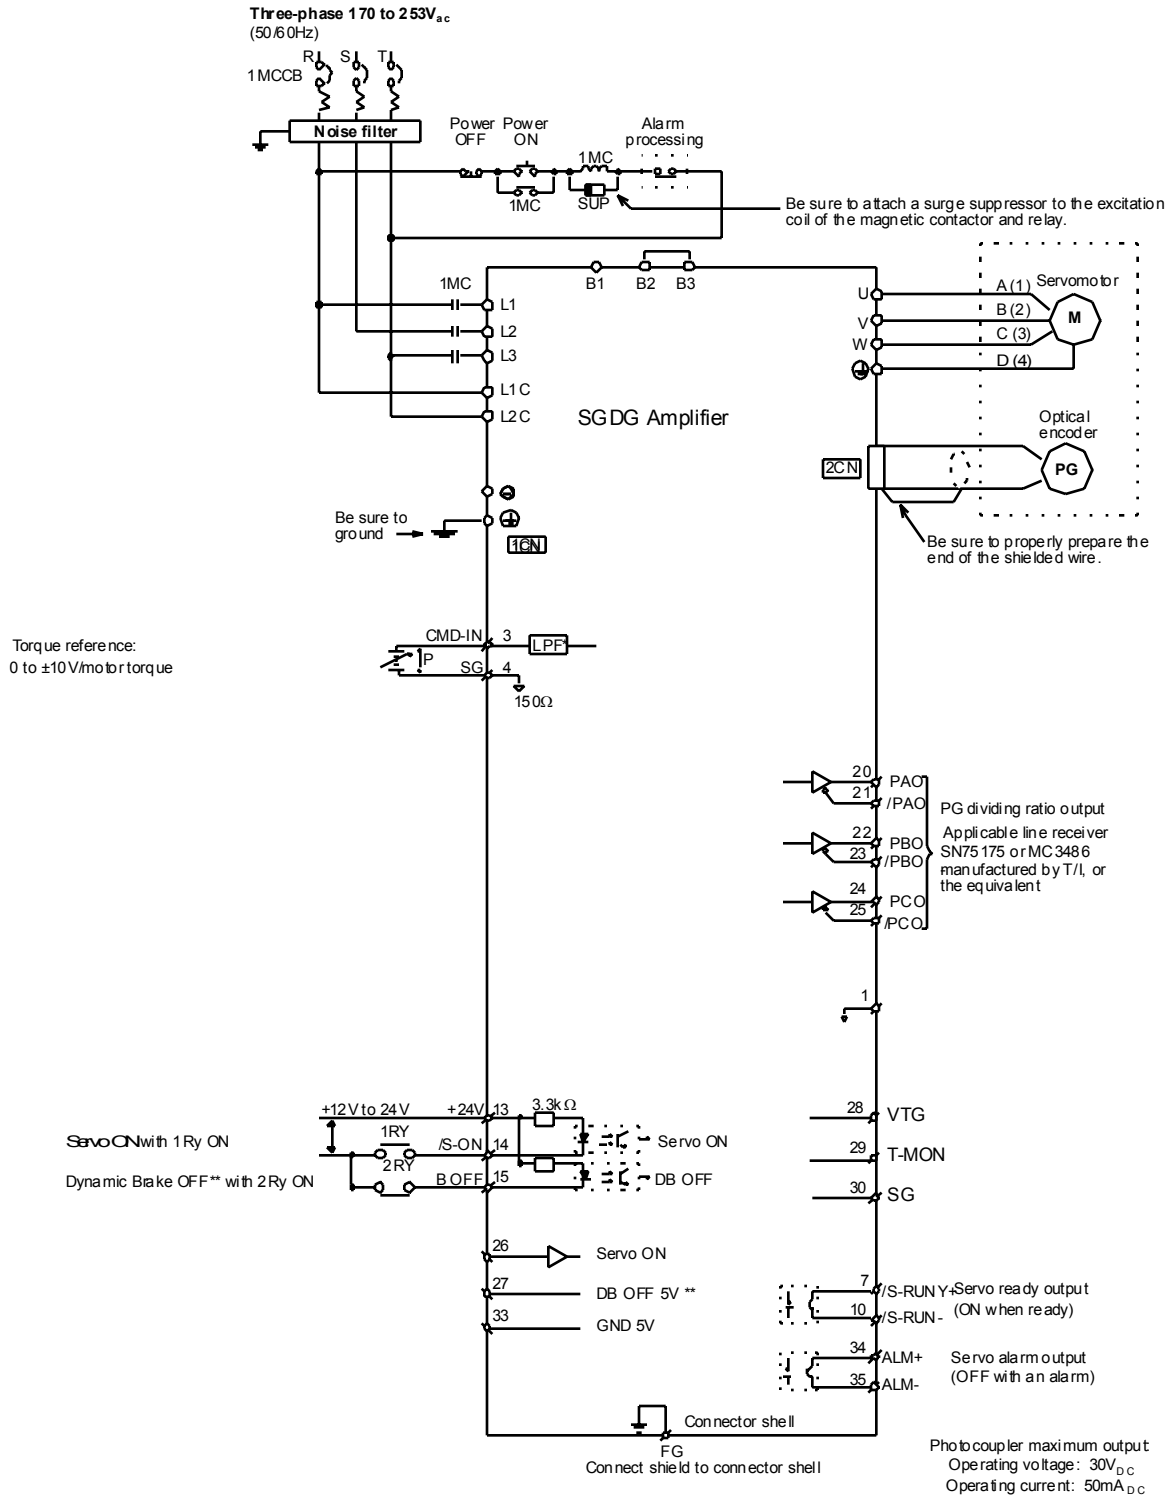 Three-phase 170 to 253Vac
(50/60Hz)
R S T
1MCCB
Noise filter
Power OFF
Power ON
Alarm processing
1MC
1MC
SUP
Be sure to attach a surge suppressor to the excitation
coil of the magnetic contactor and relay.
B1 B2 B3
1MC
L1
L2
L3
L1C
L2C
SGDG Amplifier
U
V
W
A (1)
B (2)
C (3)
D (4)
Servomotor
M
Optical
encoder
PG
2CN
Be sure to properly prepare the
end of the shielded wire.
Be sure to
ground
1CN
Torque reference:
0 to ±10V/motor torque
CMD-IN 3 LPF*
P
SG 4
150Ω
20 PAO
21 /PAO
22 PBO
23 /PBO
24 PCO
25 /PCO
PG dividing ratio output
Applicable line receiver
SN75175 or MC3486
manufactured by T/I, or
the equivalent
1
+12V to 24V +24V 13 3.3kΩ
Servo ON with 1Ry ON
1RY /S-ON 14 Servo ON
Dynamic Brake OFF** with 2Ry ON
2RY BOFF 15 DB OFF
28 VTG
29 T-MON
30 SG
26 Servo ON
27 DB OFF 5V **
33 GND 5V
7 /S-RUNY+ Servo ready output
10 /S-RUN- (ON when ready)
34 ALM+ Servo alarm output
35 ALM- (OFF with an alarm)
Connector shell
FG
Connect shield to connector shell
Photocoupler maximum output
Operating voltage: 30VDC
Operating current: 50mADC